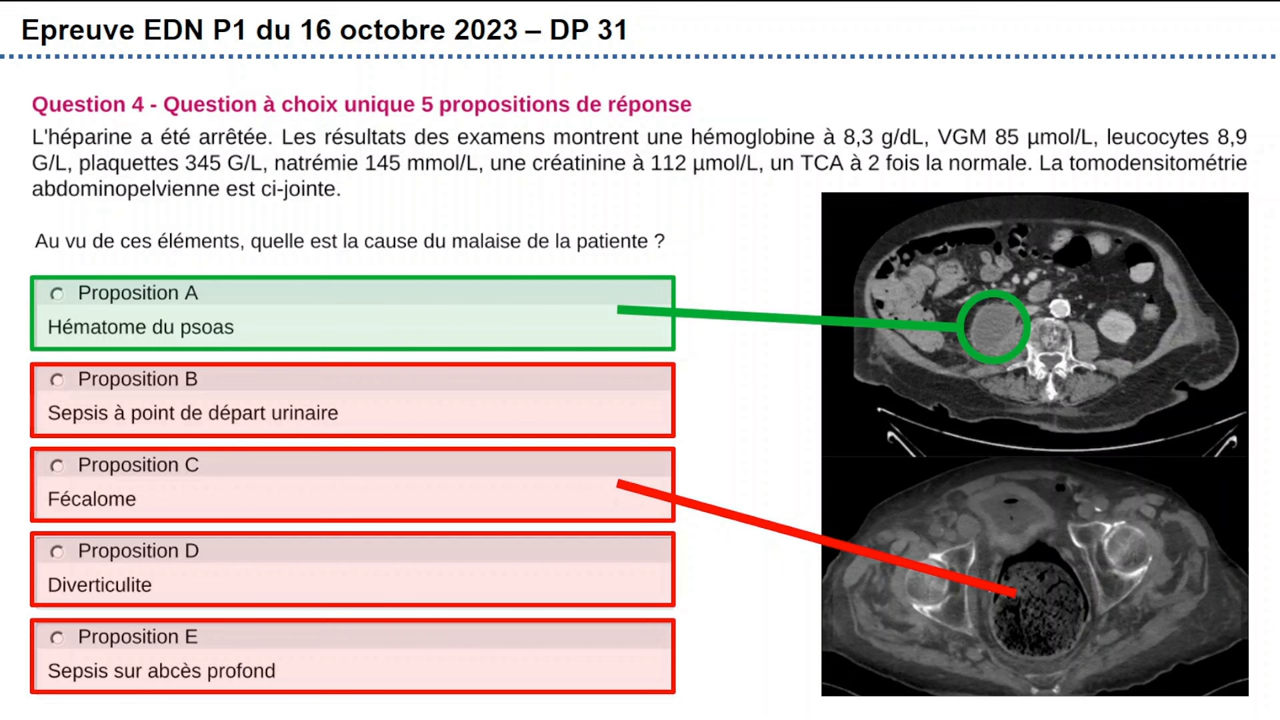 Epreuve EDN P1 du 16 octobre 2023 – DP 31
Question 4 - Question à choix unique 5 propositions de réponse
L'héparine a été arrêtée. Les résultats des examens montrent une hémoglobine à 8,3 g/dL, VGM 85 µmol/L, leucocytes 8,9
G/L, plaquettes 345 G/L, natrémie 145 mmol/L, une créatinine à 112 µmol/L, un TCA à 2 fois la normale. La tomodensitométrie
abdominopelvienne est ci-jointe.
Au vu de ces éléments, quelle est la cause du malaise de la patiente ?
Proposition A
Hématome du psoas
Proposition B
Sepsis à point de départ urinaire
Proposition C
Fécalome
Proposition D
Diverticulite
Proposition E
Sepsis sur abcès profond